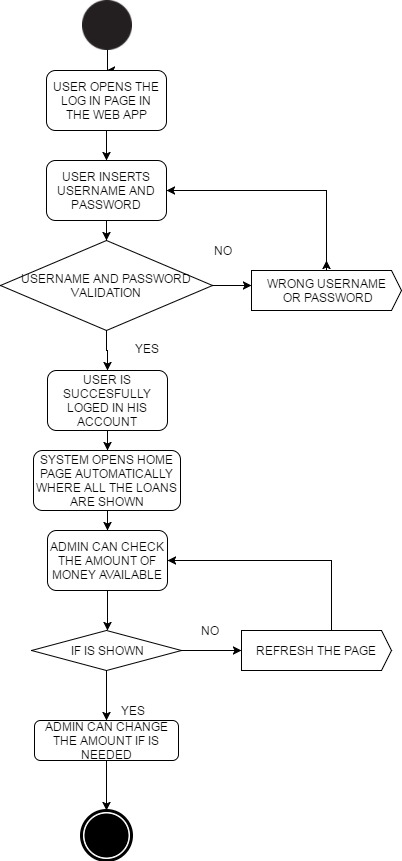 USER OPENS THE
LOG IN PAGE IN
THE WEB APP
USER INSERTS
USERNAME AND
PASSWORD
NO
USERNAME AND PASSWORD
VALIDATION
WRONG USERNAME
OR PASSWORD
YES
USER IS
SUCCESFULLY
LOGED IN HIS
ACCOUNT
SYSTEM OPENS HOME
PAGE AUTOMATICALLY
WHERE ALL THE LOANS
ARE SHOWN
ADMIN CAN CHECK
THE AMOUNT OF
MONEY AVAILABLE
NO
IF IS SHOWN
REFRESH THE PAGE
YES
ADMIN CAN CHANGE
THE AMOUNT IF IS
NEEDED